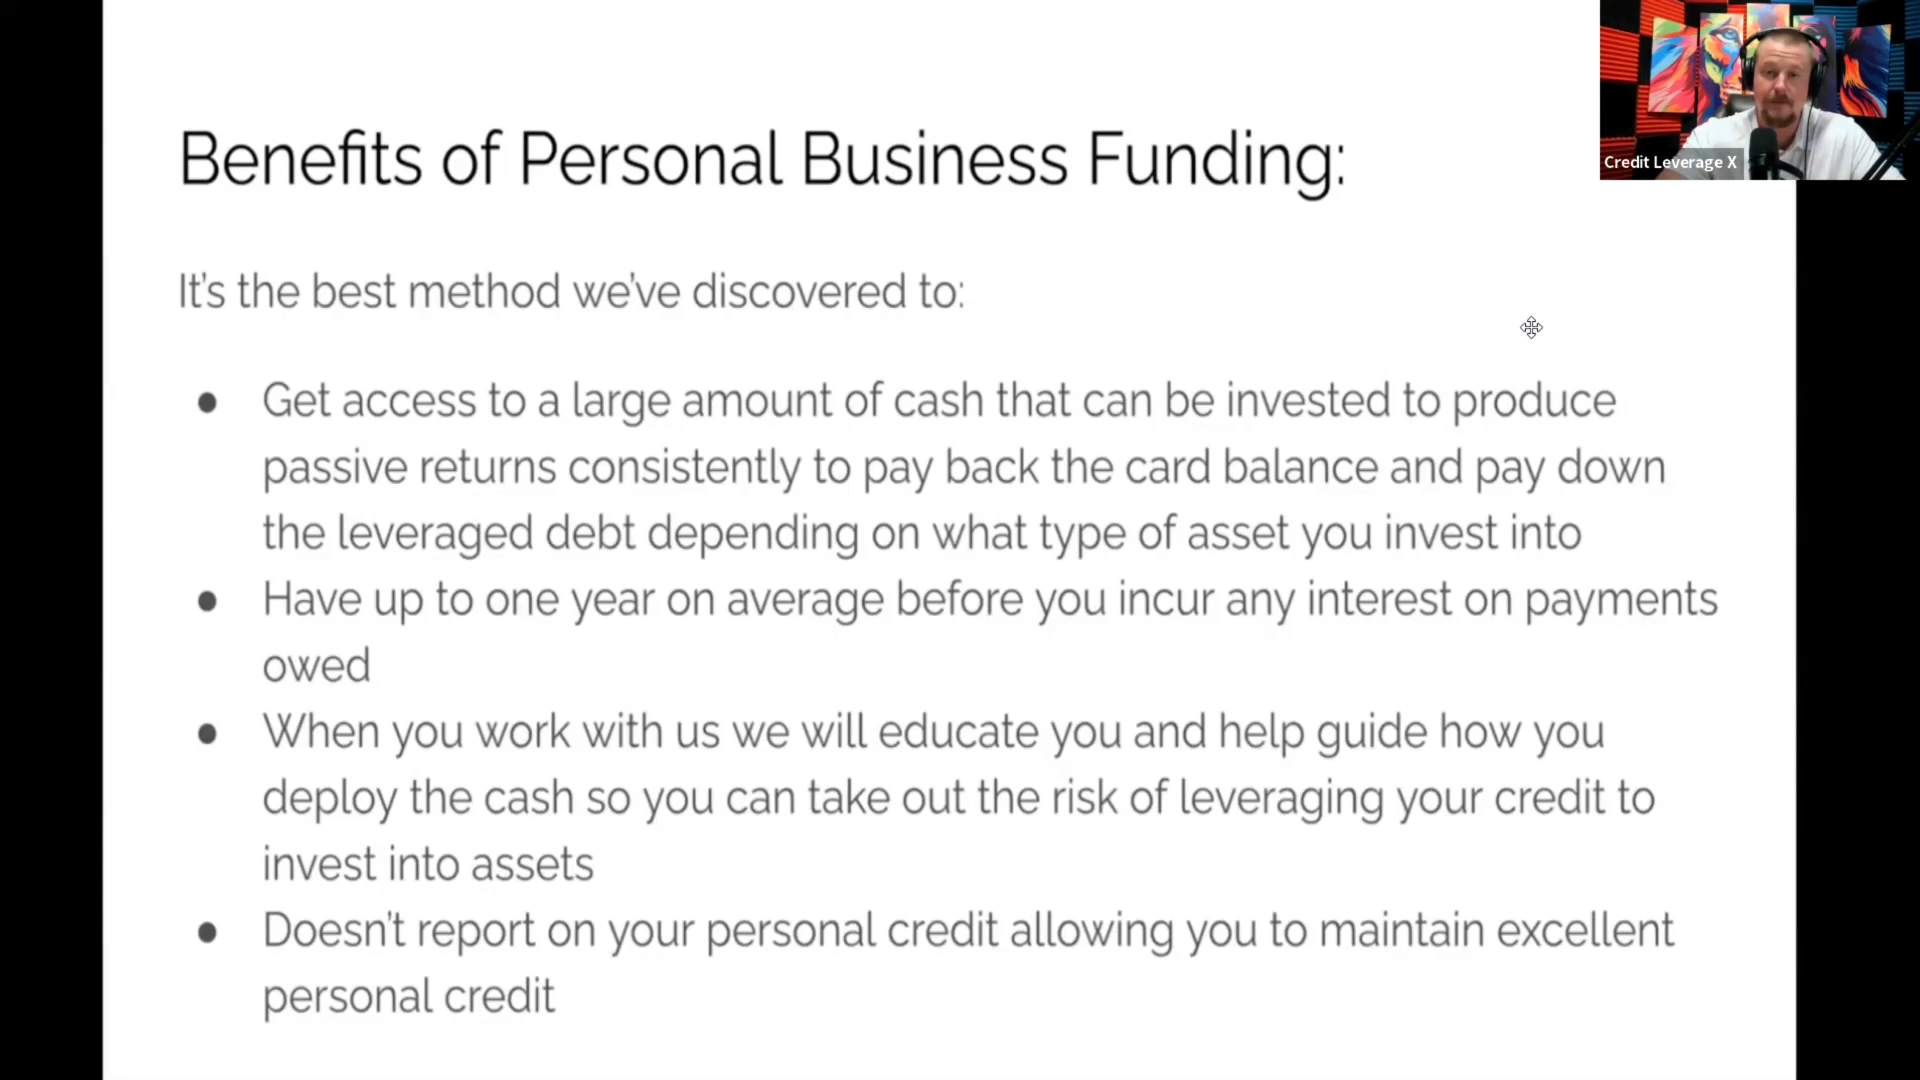 Benefits of Personal Business Funding:
Credit Leverage X
It's the best method we've discovered to:
● Get access to a large amount of cash that can be invested to produce
passive returns consistently to pay back the card balance and pay down
the leveraged debt depending on what type of asset you invest into
● Have up to one year on average before you incur any interest on payments
owed
● When you work with us we will educate you and help guide how you
deploy the cash so you can take out the risk of leveraging your credit to
invest into assets
● Doesn't report on your personal credit allowing you to maintain excellent
personal credit